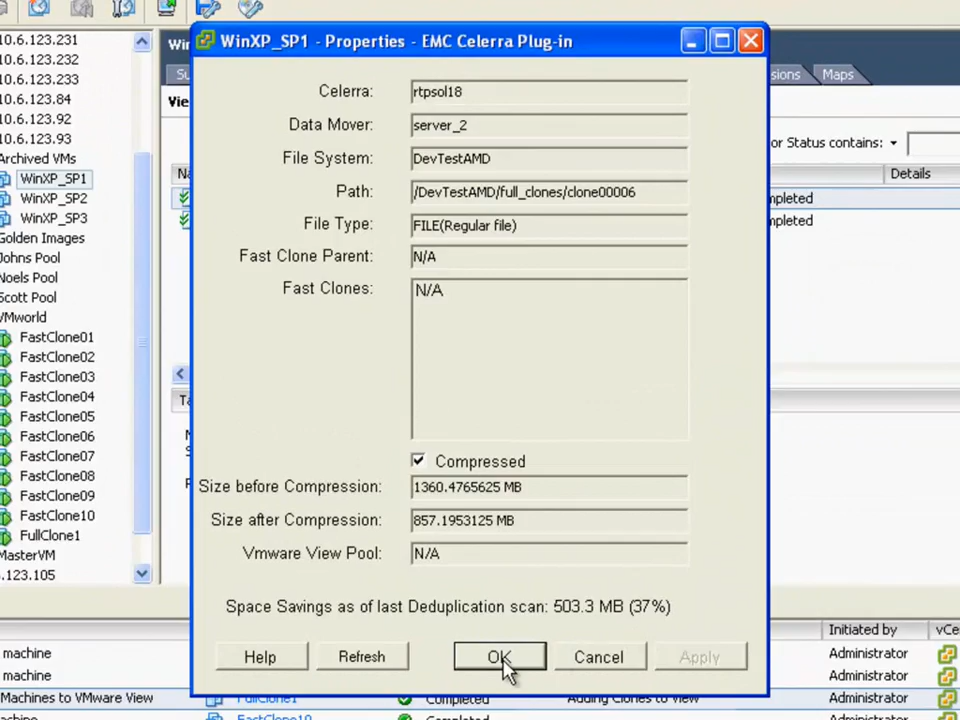 10.6.123.231
10.6.123.232
10.6.123.233
10.6.123.84
10.6.123.92
10.6.123.93
Archived VMs
WinXP_SP1
WinXP_SP2
WinXP_SP3
Golden Images
Johns Pool
Noels Pool
Scott Pool
VMworld
FastClone01
FastClone02
FastClone03
FastClone04
FastClone05
FastClone06
FastClone07
FastClone08
FastClone09
FastClone10
FullClone1
MasterVM
.123.105
WinXP_SP1 - Properties - EMC Celerra Plug-in
Celerra: rtpsol18
Data Mover: server_2
File System: DevTestAMD
Path: /DevTestAMD/full_clones/clone00006
File Type: FILE(Regular file)
Fast Clone Parent: N/A
Fast Clones: N/A
Compressed
Size before Compression: 1360.4765625 MB
Size after Compression: 857.1953125 MB
Vmware View Pool: N/A
Space Savings as of last Deduplication scan: 503.3 MB (37%)
Help Refresh OK Cancel Apply
sions Maps
or Status contains:
Details
mpleted
mpleted
Initiated by vCe
machine Administrator
machine Administrator
Machines to VMware View FullClone1 Completed Adding Clones to View Administrator
achine FastClone10 Completed Administrator